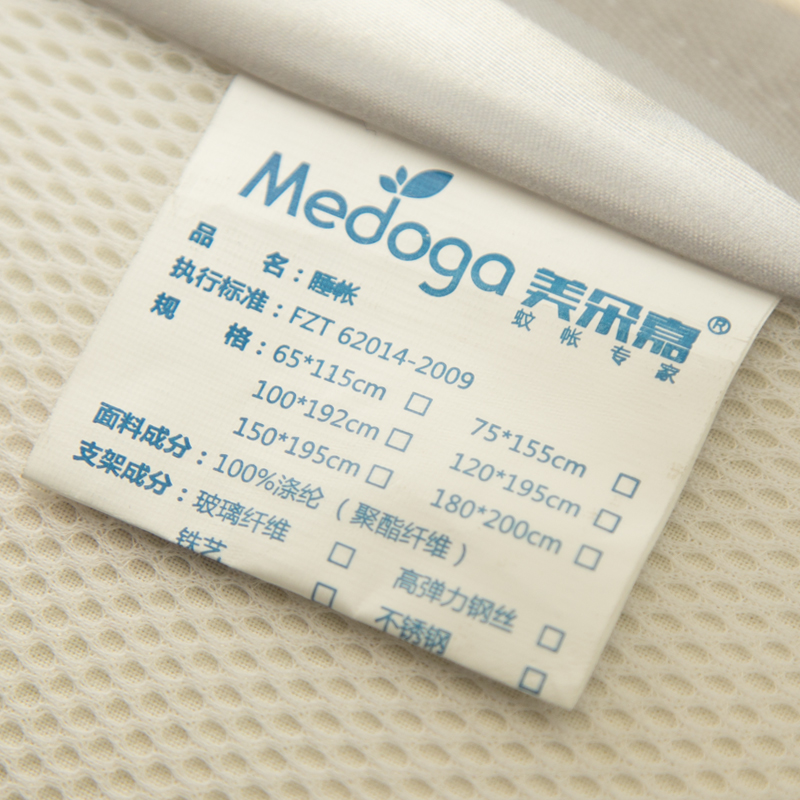 Medoga 美朵嘉®
蚊帐专家
品 名：睡帐
执行标准：FZT 62014-2009
规 格：65*115cm □ 75*155cm □
100*192cm □ 120*195cm □
150*195cm □ 180*200cm □
面料成分：100%涤纶（聚酯纤维）
支架成分：玻璃纤维 □ 高弹力钢丝 □
铁艺 □ 不锈钢 □